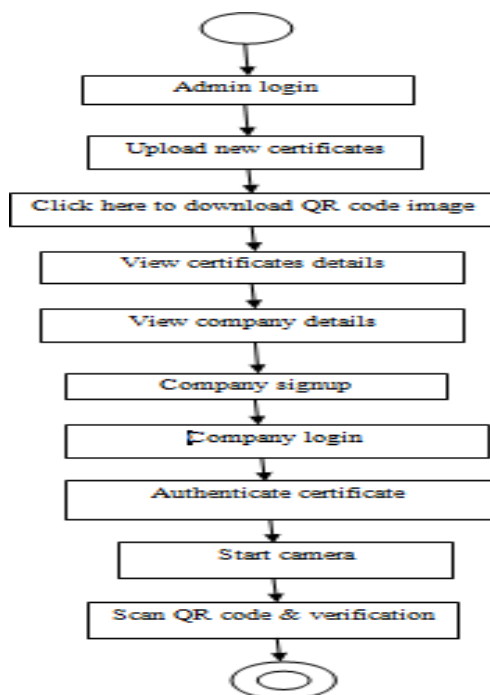 Admin login
Upload new certificates
Click here to download QR code image
View certificates details
View company details
Company signup
Company login
Authenticate certificate
Start camera
Scan QR code & verification